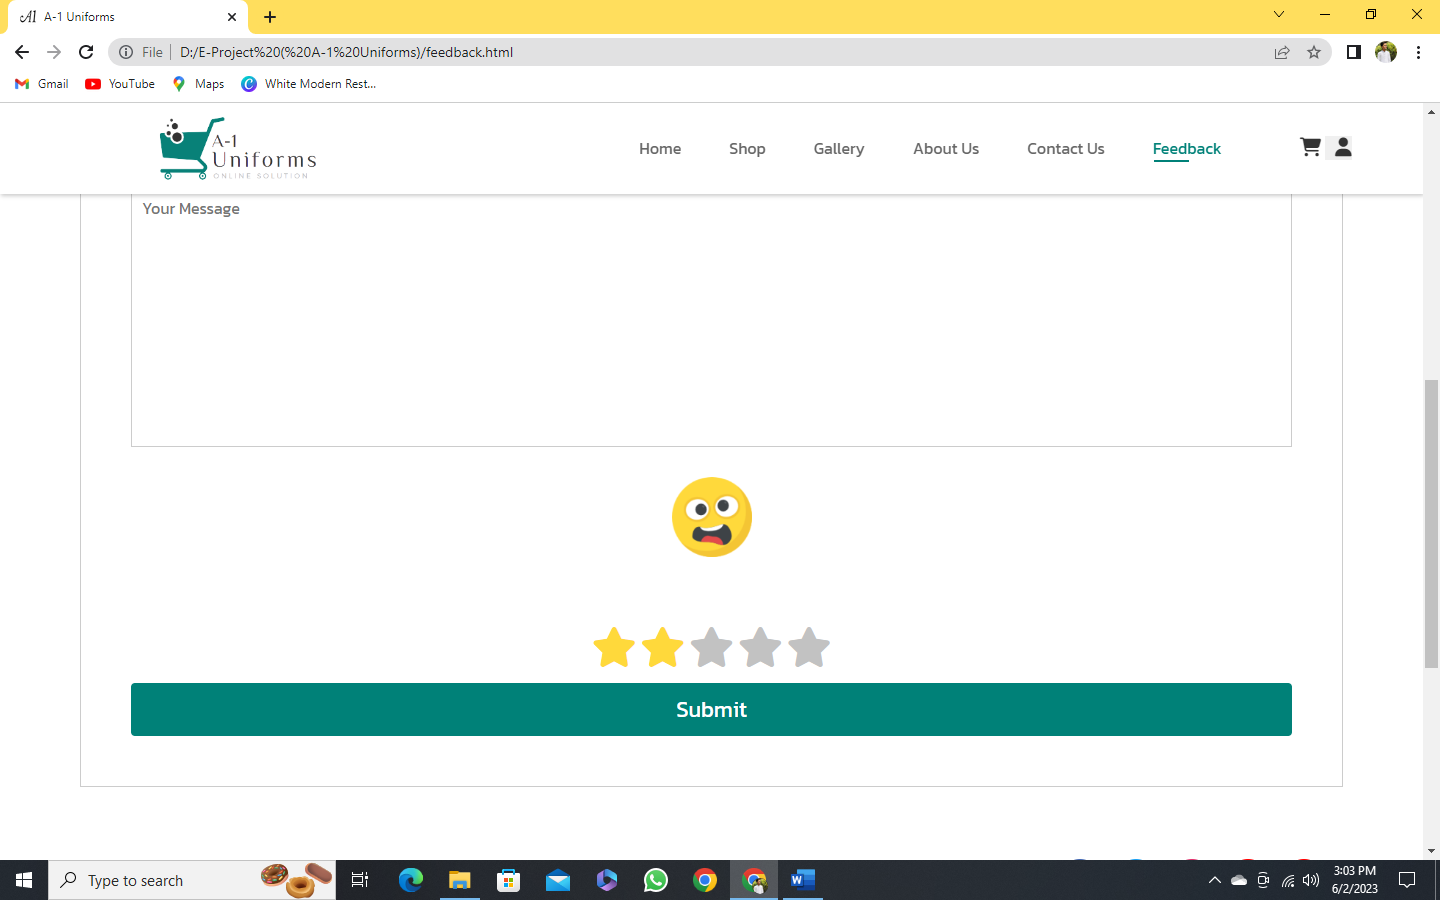 A1 A-1 Uniforms
File D:/E-Project%20(%20A-1%20Uniforms)/feedback.html
Gmail YouTube Maps White Modern Rest...
A-1
Uniforms
ONLINE SOLUTION
Home Shop Gallery About Us Contact Us Feedback
Your Message
Submit
Type to search
W
3:03 PM
6/2/2023